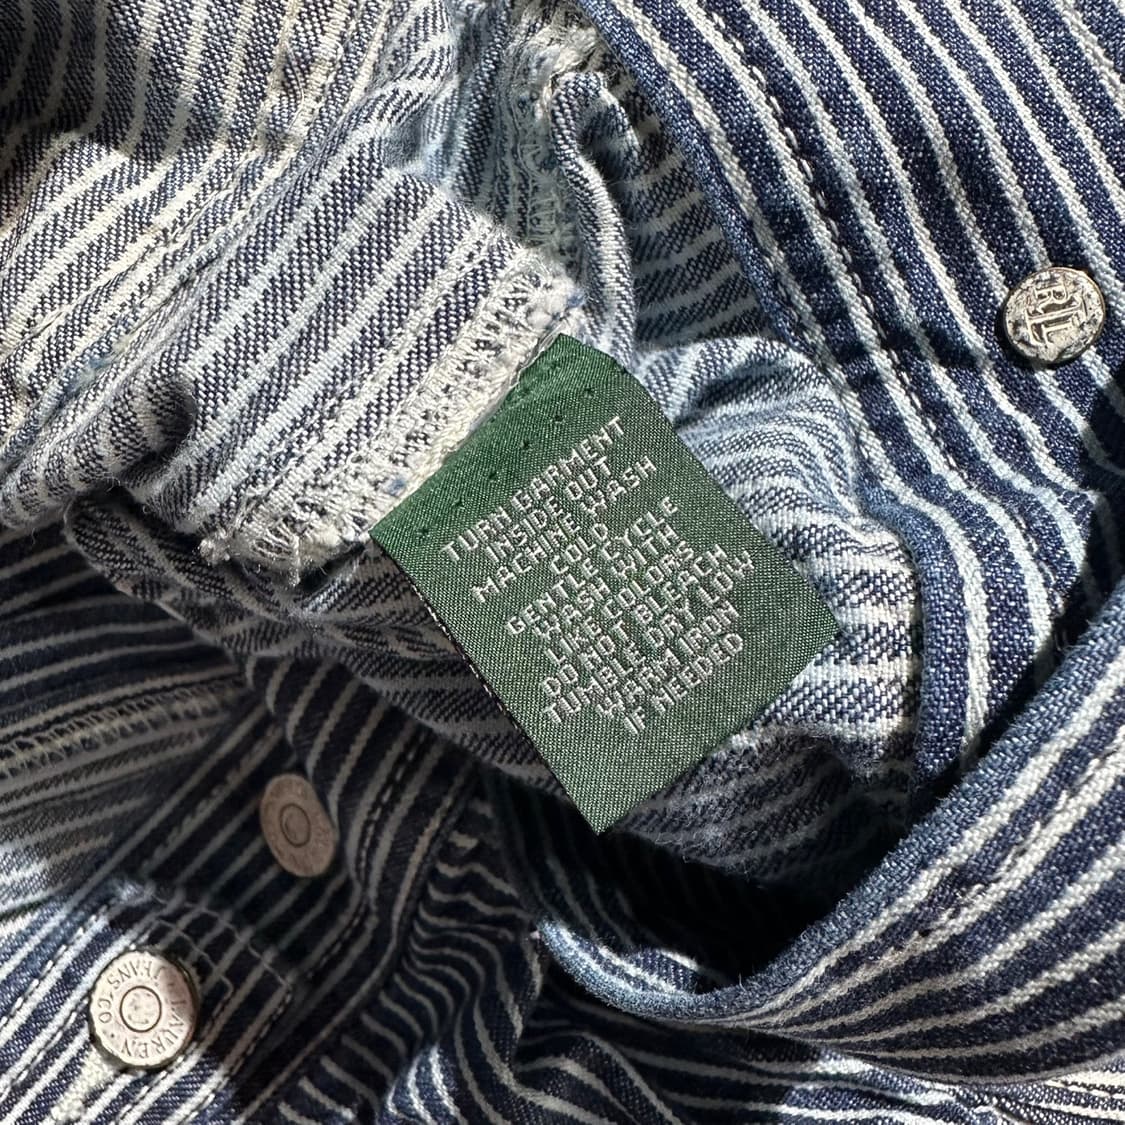 TURN GARMENT
INSIDE OUT
MACHINE WASH
COLD
GENTLE CYCLE
WASH WITH
LIKE COLORS
DO NOT BLEACH
TUMBLE DRY LOW
WARM IRON
IF NEEDED
RL
LAUREN JEANS CO.